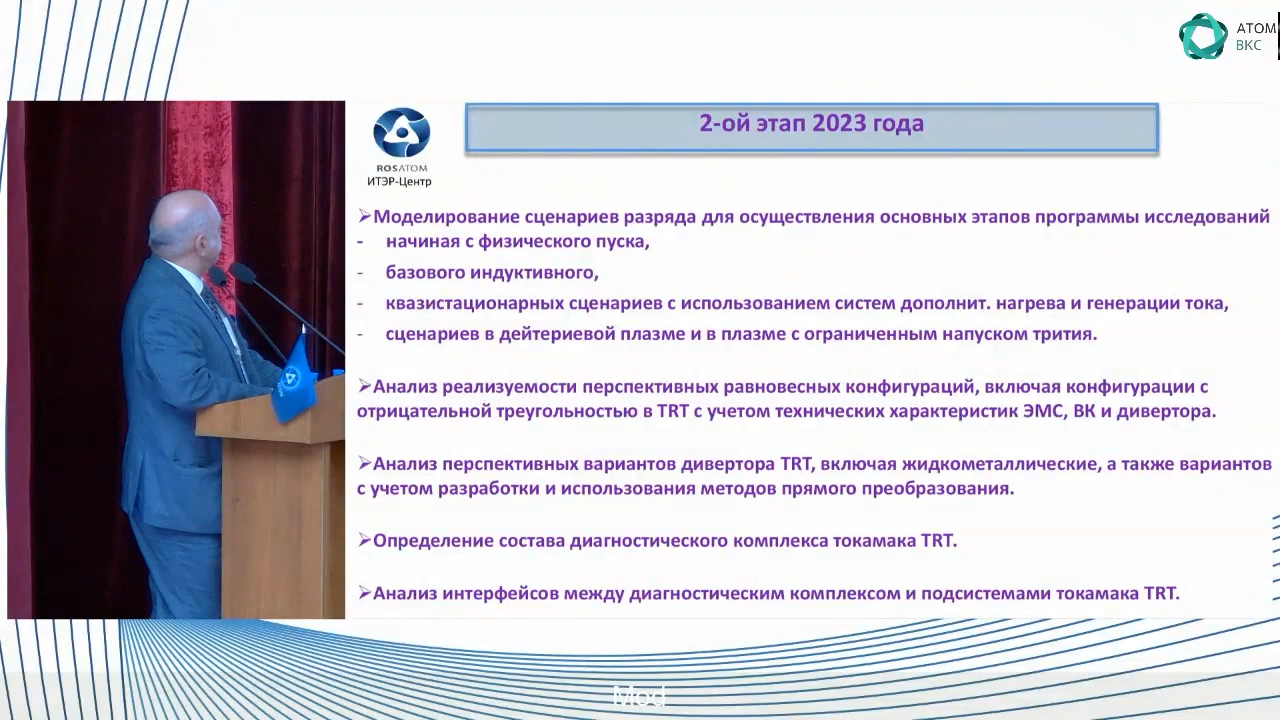 АТОМ
ВКС
ROSATOM
ИТЭР-Центр
2-ой этап 2023 года
➢Моделирование сценариев разряда для осуществления основных этапов программы исследований
- начиная с физического пуска,
- базового индуктивного,
- квазистационарных сценариев с использованием систем дополнит. нагрева и генерации тока,
- сценариев в дейтериевой плазме и в плазме с ограниченным напуском трития.
➢Анализ реализуемости перспективных равновесных конфигураций, включая конфигурации с
отрицательной треугольностью в TRT с учетом технических характеристик ЭМС, ВК и дивертора.
➢Анализ перспективных вариантов дивертора TRT, включая жидкометаллические, а также вариантов
с учетом разработки и использования методов прямого преобразования.
➢Определение состава диагностического комплекса токамака TRT.
➢Анализ интерфейсов между диагностическим комплексом и подсистемами токамака TRT.
Mod